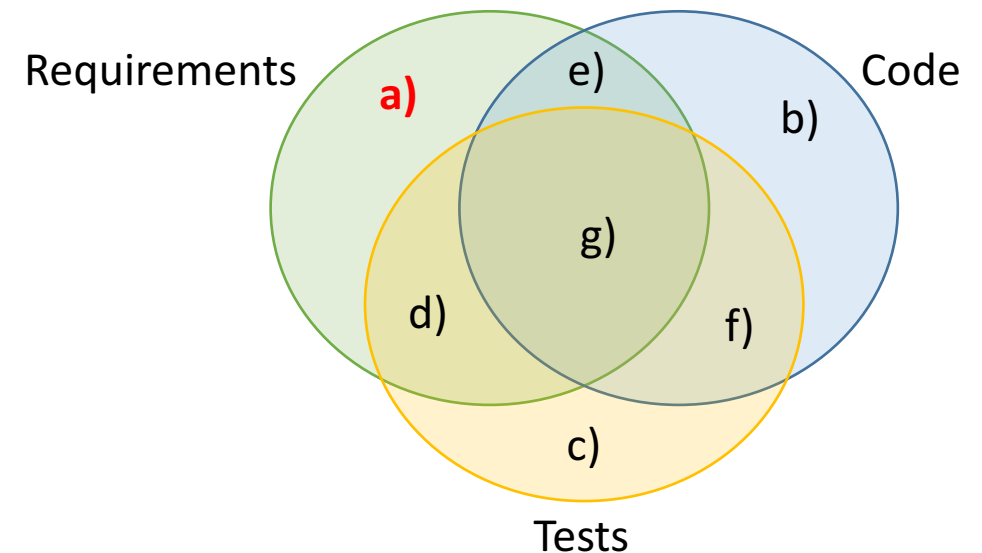 Requirements
a)
e)
Code
b)
g)
d)
f)
c)
Tests